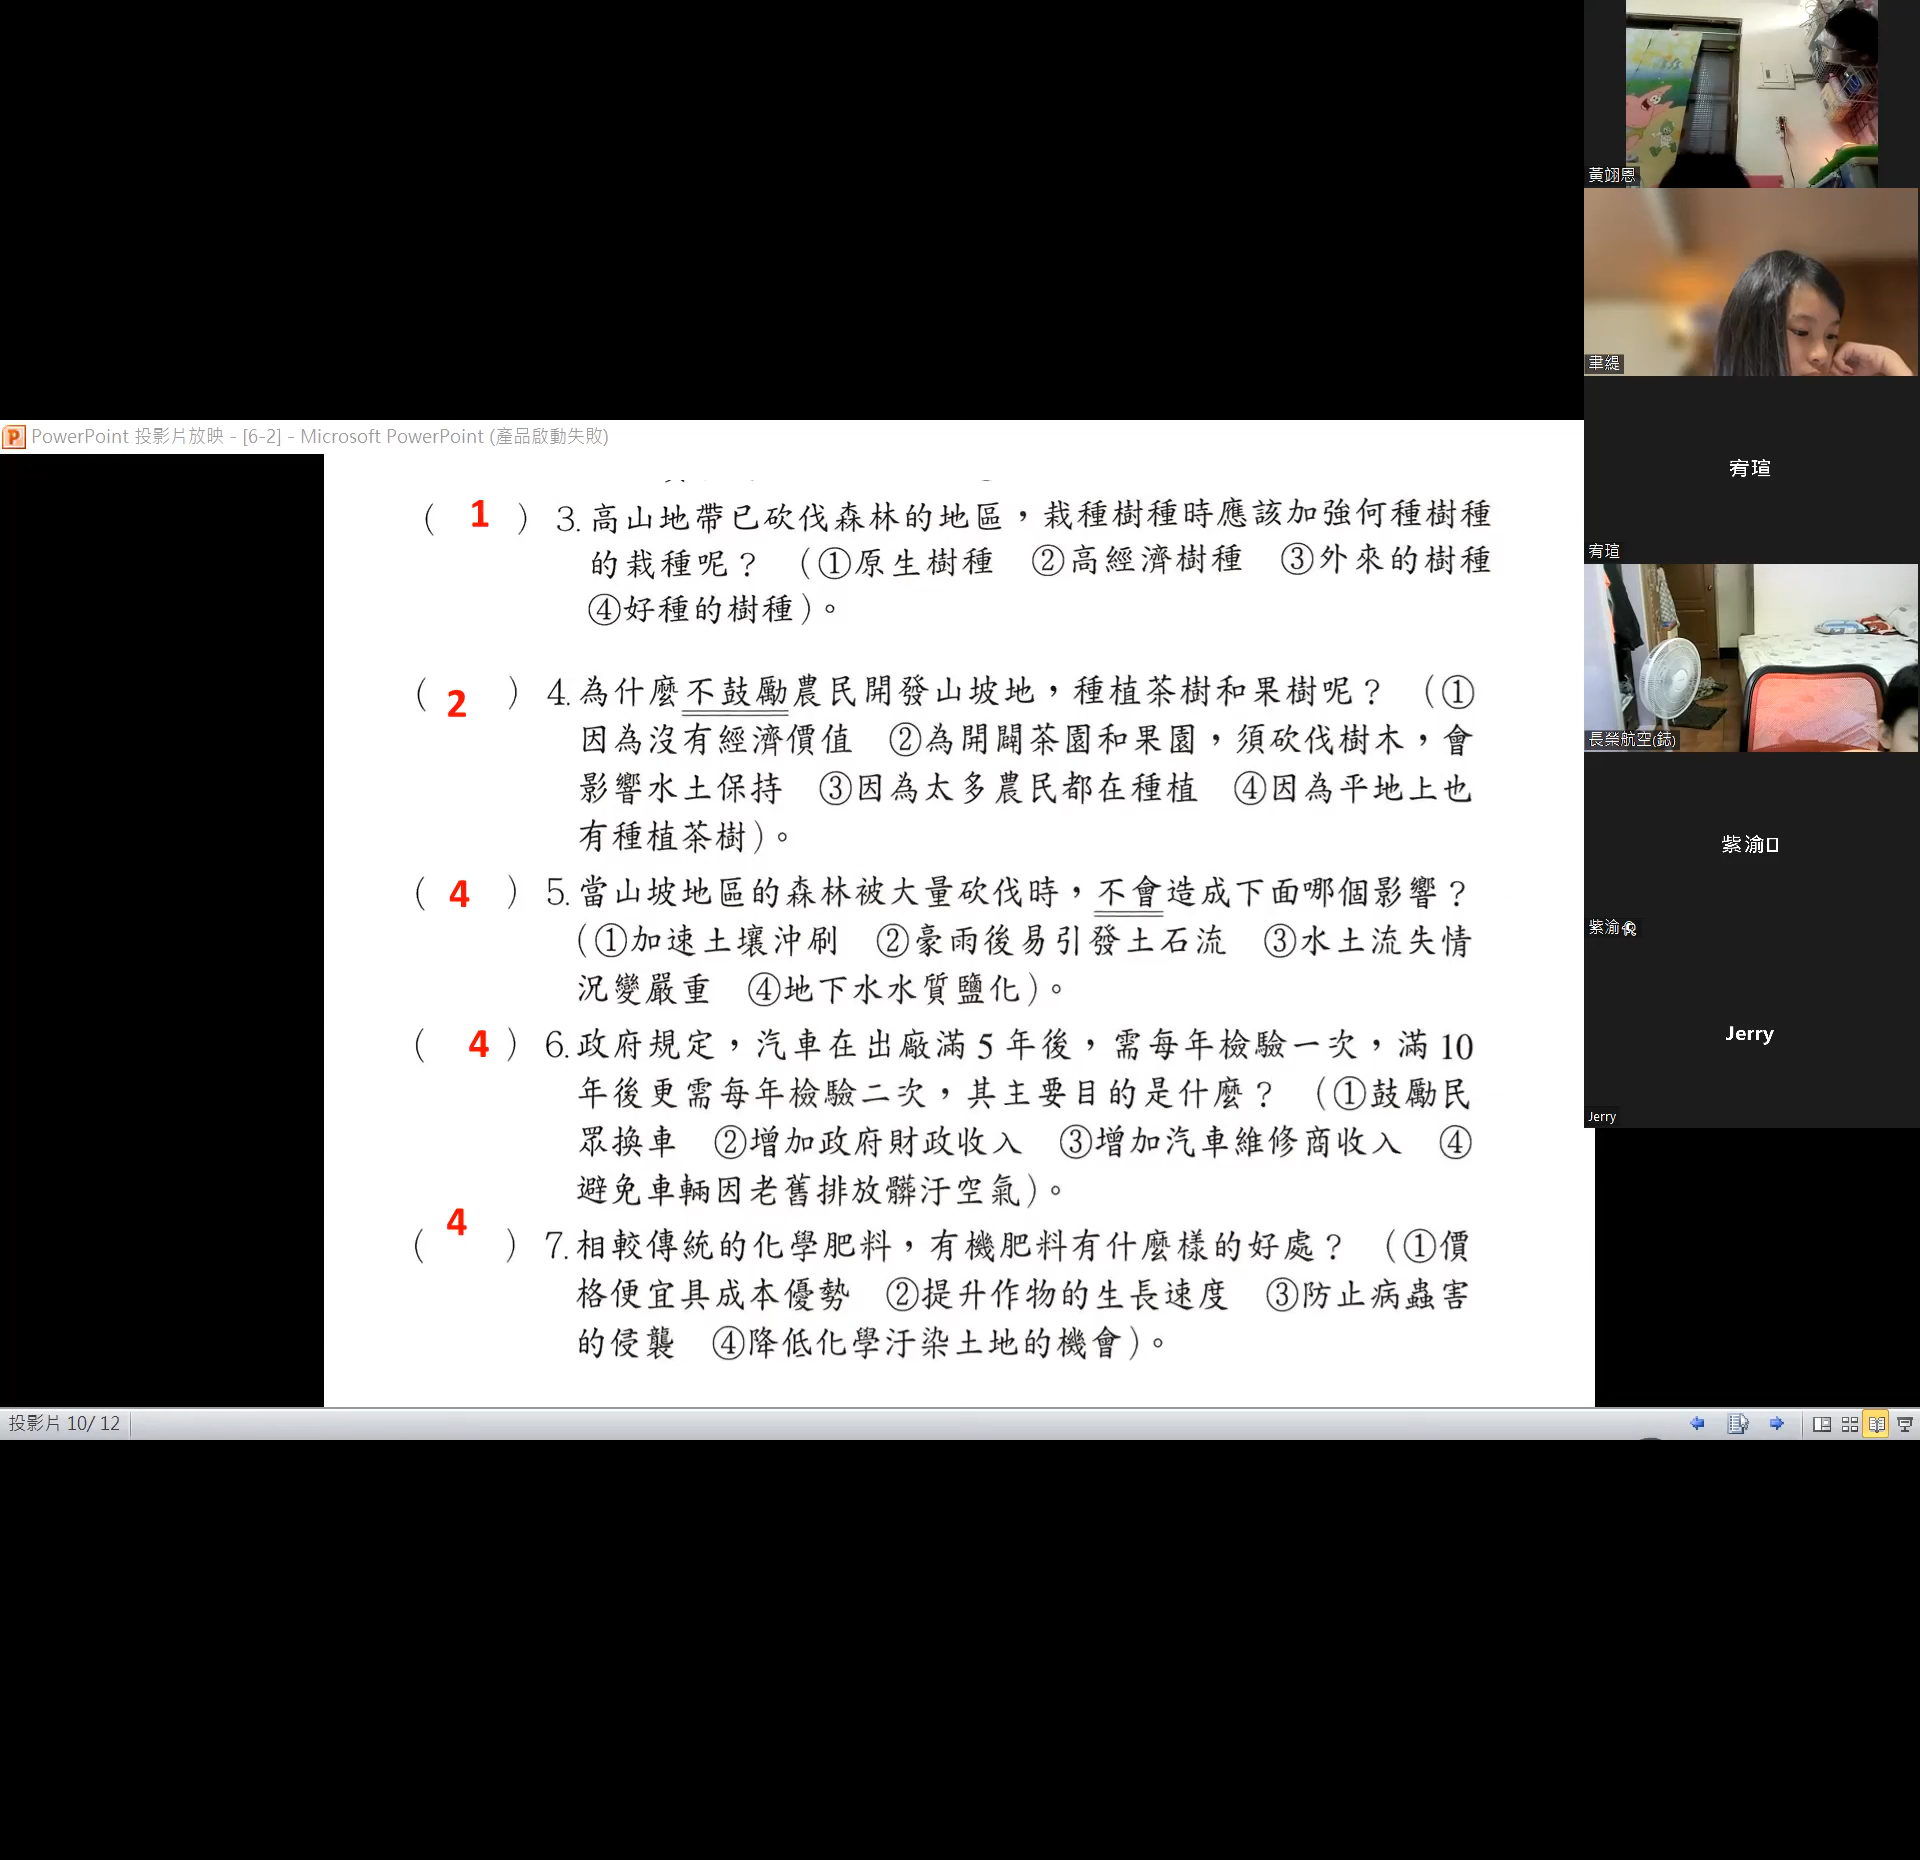 PowerPoint 投影片放映 - [6-2] - Microsoft PowerPoint (產品啟動失敗)
( 1 ) 3.高山地帶已砍伐森林的地區，栽種樹種時應該加強何種樹種
的栽種呢？ (①原生樹種 ②高經濟樹種 ③外來的樹種
④好種的樹種)。
( 2 ) 4.為什麼不鼓勵農民開發山坡地，種植茶樹和果樹呢？ (①
因為沒有經濟價值 ②為開闢茶園和果園，須砍伐樹木，會
影響水土保持 ③因為太多農民都在種植 ④因為平地上也
有種植茶樹)。
( 4 ) 5.當山坡地區的森林被大量砍伐時，不會造成下面哪個影響？
(①加速土壤沖刷 ②豪雨後易引發土石流 ③水土流失情
況變嚴重 ④地下水水質鹽化)。
( 4 ) 6.政府規定，汽車在出廠滿5年後，需每年檢驗一次，滿10
年後更需每年檢驗二次，其主要目的是什麼？ (①鼓勵民
眾換車 ②增加政府財政收入 ③增加汽車維修商收入 ④
避免車輛因老舊排放髒汙空氣)。
( 4 ) 7.相較傳統的化學肥料，有機肥料有什麼樣的好處？ (①價
格便宜具成本優勢 ②提升作物的生長速度 ③防止病蟲害
的侵襲 ④降低化學汙染土地的機會)。
投影片 10/ 12
黃翊恩
聿緹
宥瑄
宥瑄
長榮航空(鋕)
紫渝
紫渝
Jerry
Jerry